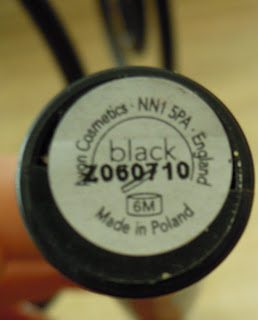 Avon Cosmetics · NN1 5PA · England
black
Z060710
6M
Made in Poland